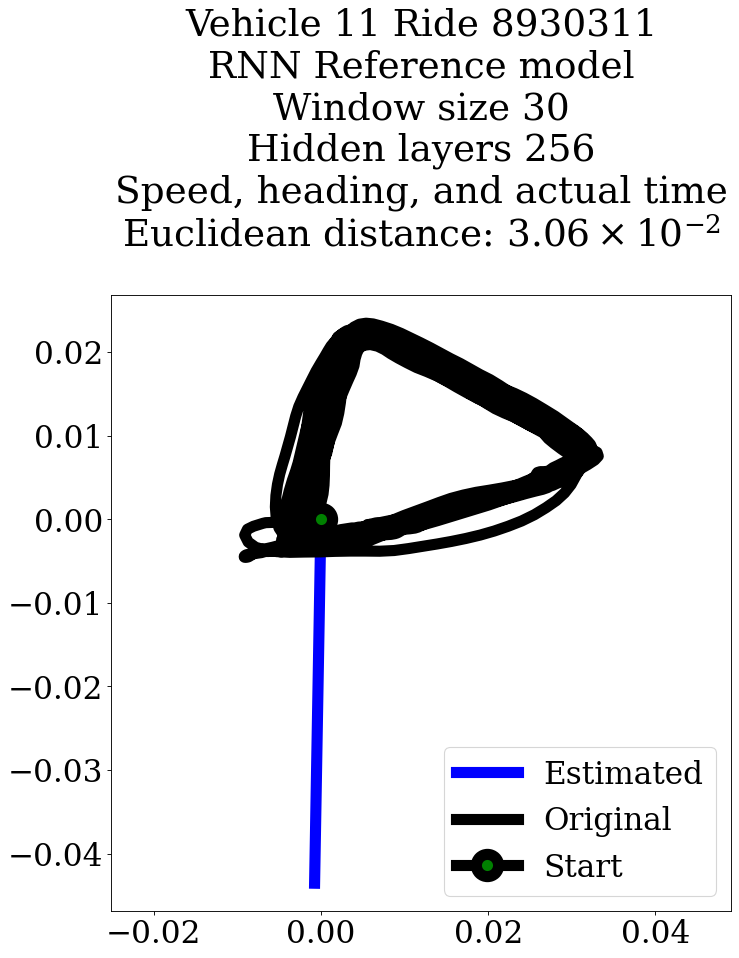 Vehicle 11 Ride 8930311
RNN Reference model
Window size 30
Hidden layers 256
Speed, heading, and actual time
Euclidean distance: 3.06 × 10⁻²
0.02
0.01
0.00
−0.01
−0.02
−0.03
−0.04
Estimated
Original
Start
−0.02 0.00 0.02 0.04